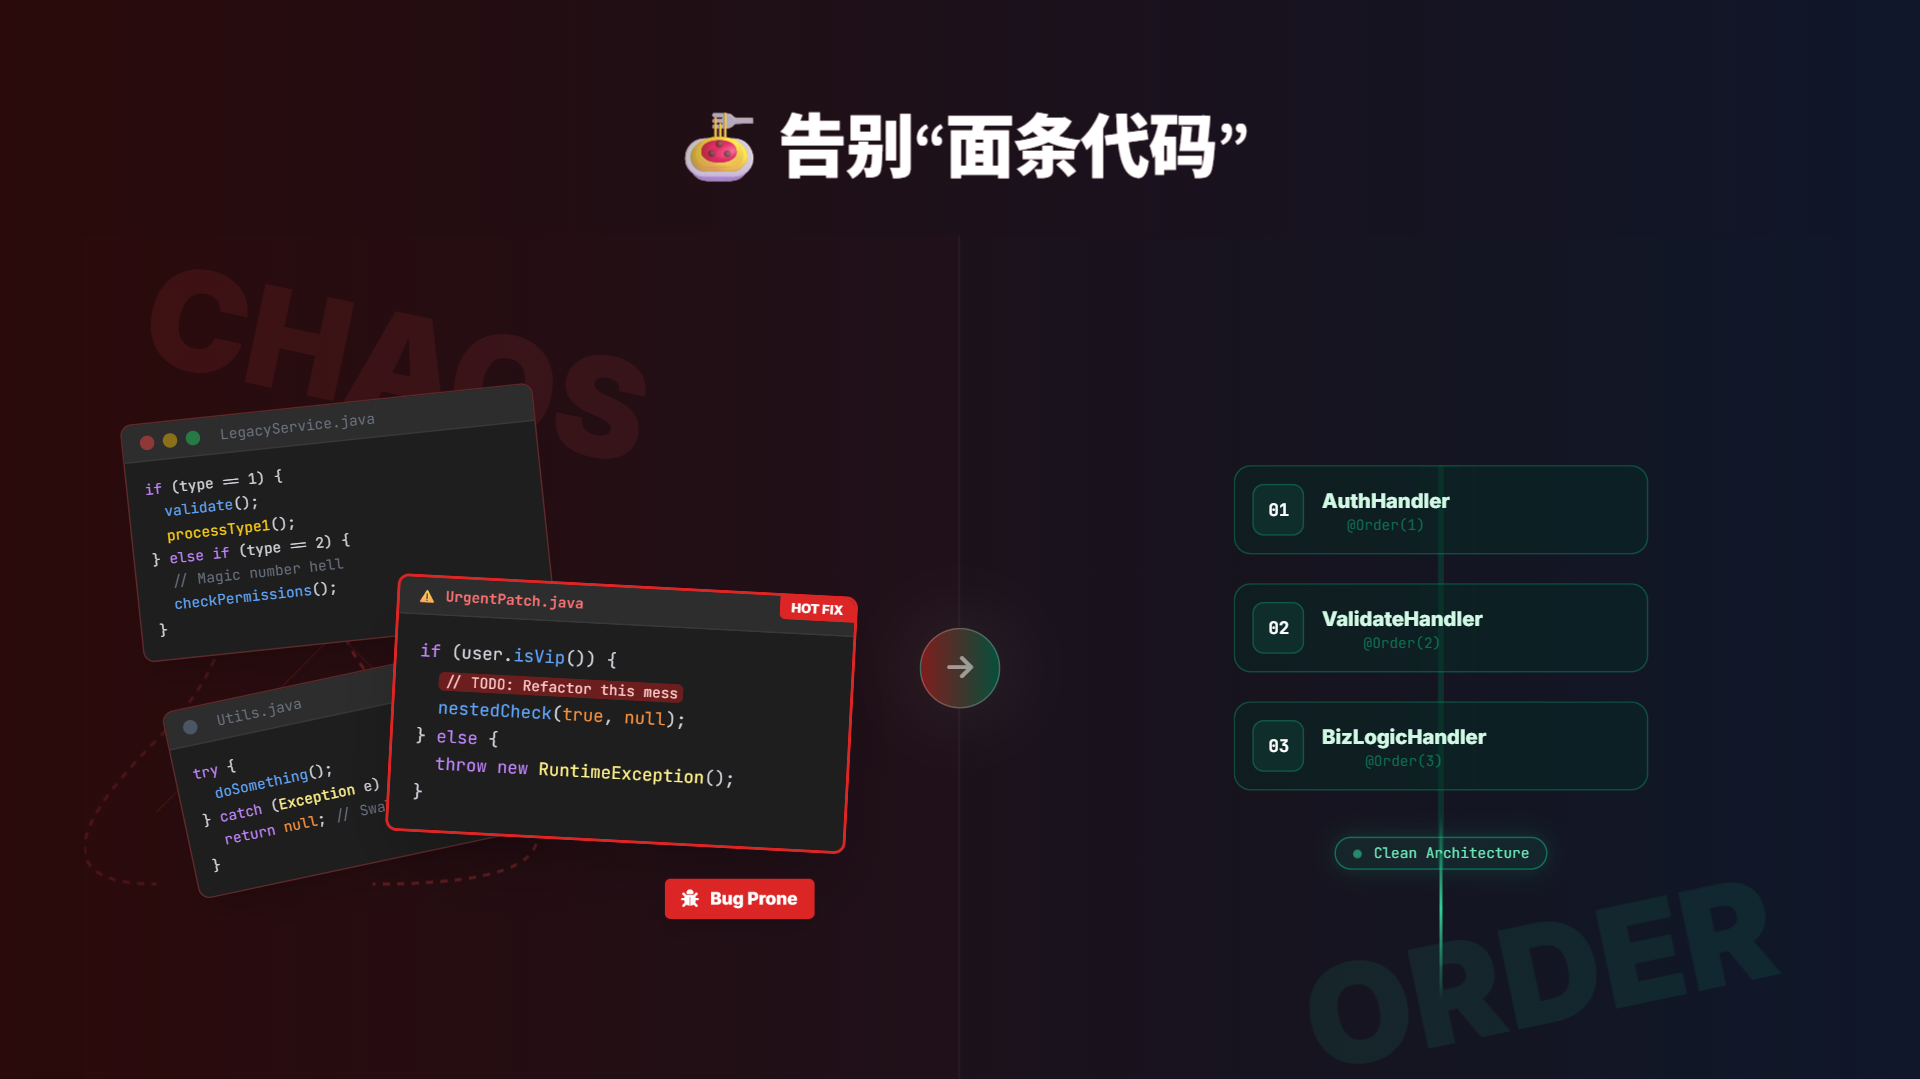 告别“面条代码”
CHAOS
LegacyService.java
if (type == 1) {
validate();
processType1();
} else if (type == 2) {
// Magic number hell
checkPermissions();
}
Utils.java
try {
doSomething();
} catch (Exception e)
return null; //
}
UrgentPatch.java
HOT FIX
if (user.isVip()) {
// TODO: Refactor this mess
nestedCheck(true, null);
} else {
throw new RuntimeException();
}
Bug Prone
01
AuthHandler
@Order(1)
02
ValidateHandler
@Order(2)
03
BizLogicHandler
@Order(3)
Clean Architecture
ORDER